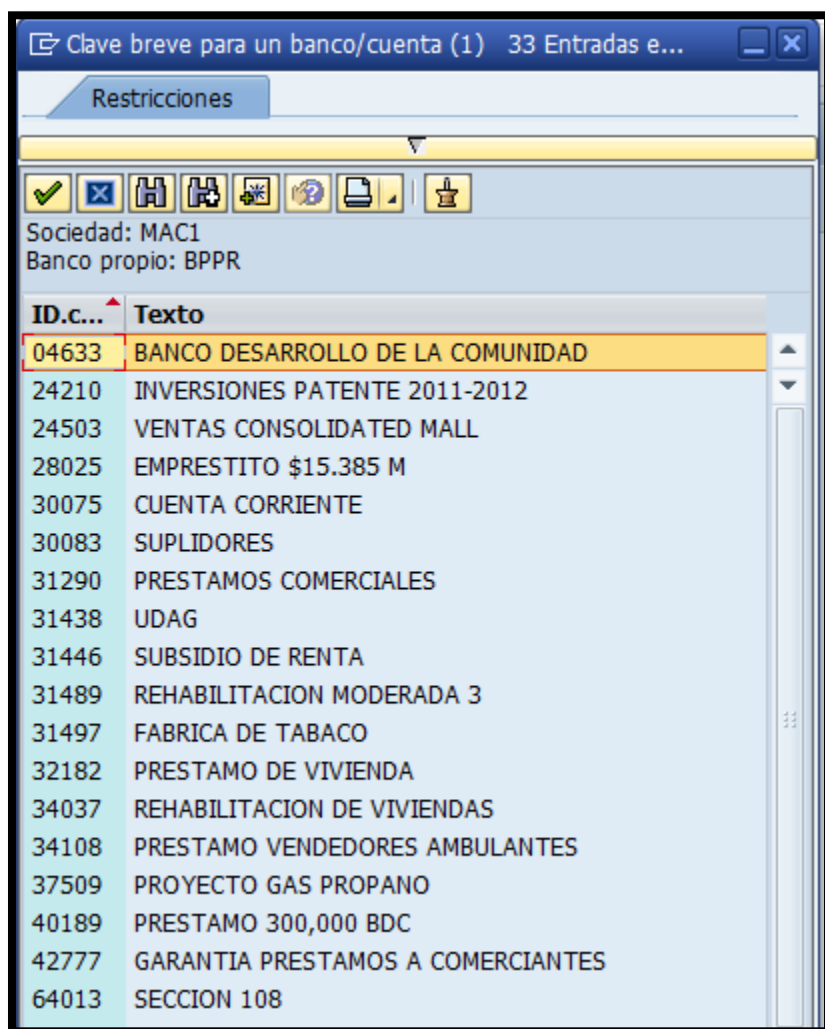 Clave breve para un banco/cuenta (1) 33 Entradas e...
Restricciones
Sociedad: MAC1
Banco propio: BPPR
ID.c... Texto
04633 BANCO DESARROLLO DE LA COMUNIDAD
24210 INVERSIONES PATENTE 2011-2012
24503 VENTAS CONSOLIDATED MALL
28025 EMPRESTITO $15.385 M
30075 CUENTA CORRIENTE
30083 SUPLIDORES
31290 PRESTAMOS COMERCIALES
31438 UDAG
31446 SUBSIDIO DE RENTA
31489 REHABILITACION MODERADA 3
31497 FABRICA DE TABACO
32182 PRESTAMO DE VIVIENDA
34037 REHABILITACION DE VIVIENDAS
34108 PRESTAMO VENDEDORES AMBULANTES
37509 PROYECTO GAS PROPANO
40189 PRESTAMO 300,000 BDC
42777 GARANTIA PRESTAMOS A COMERCIANTES
64013 SECCION 108